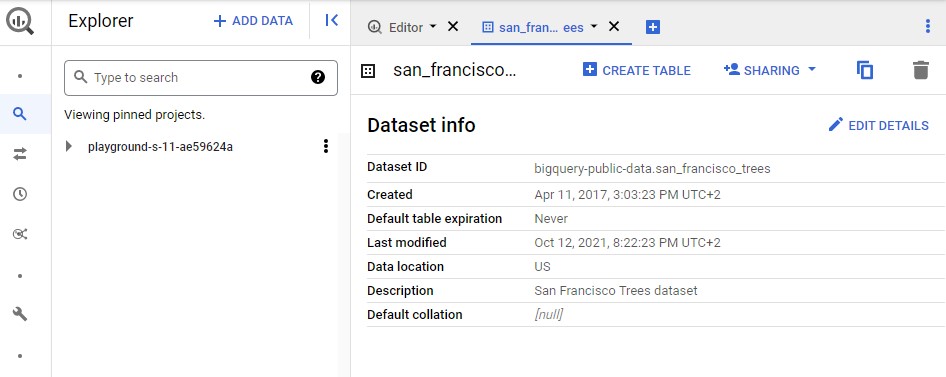 Explorer
+ ADD DATA
Type to search
Viewing pinned projects.
playground-s-11-ae59624a
Editor
san_fran... ees
san_francisco...
CREATE TABLE
SHARING
Dataset info
EDIT DETAILS
Dataset ID bigquery-public-data.san_francisco_trees
Created Apr 11, 2017, 3:03:23 PM UTC+2
Default table expiration Never
Last modified Oct 12, 2021, 8:22:23 PM UTC+2
Data location US
Description San Francisco Trees dataset
Default collation [null]